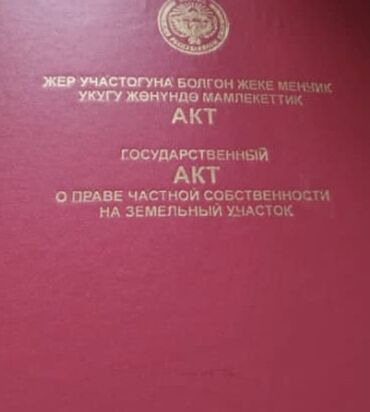 ЖЕР УЧАСТОГУНА БОЛГОН ЖЕКЕ МЕНЧИК
УКУГУ ЖӨНҮНДӨ МАМЛЕКЕТТИК
АКТ
ГОСУДАРСТВЕННЫЙ
АКТ
О ПРАВЕ ЧАСТНОЙ СОБСТВЕННОСТИ
НА ЗЕМЕЛЬНЫЙ УЧАСТОК